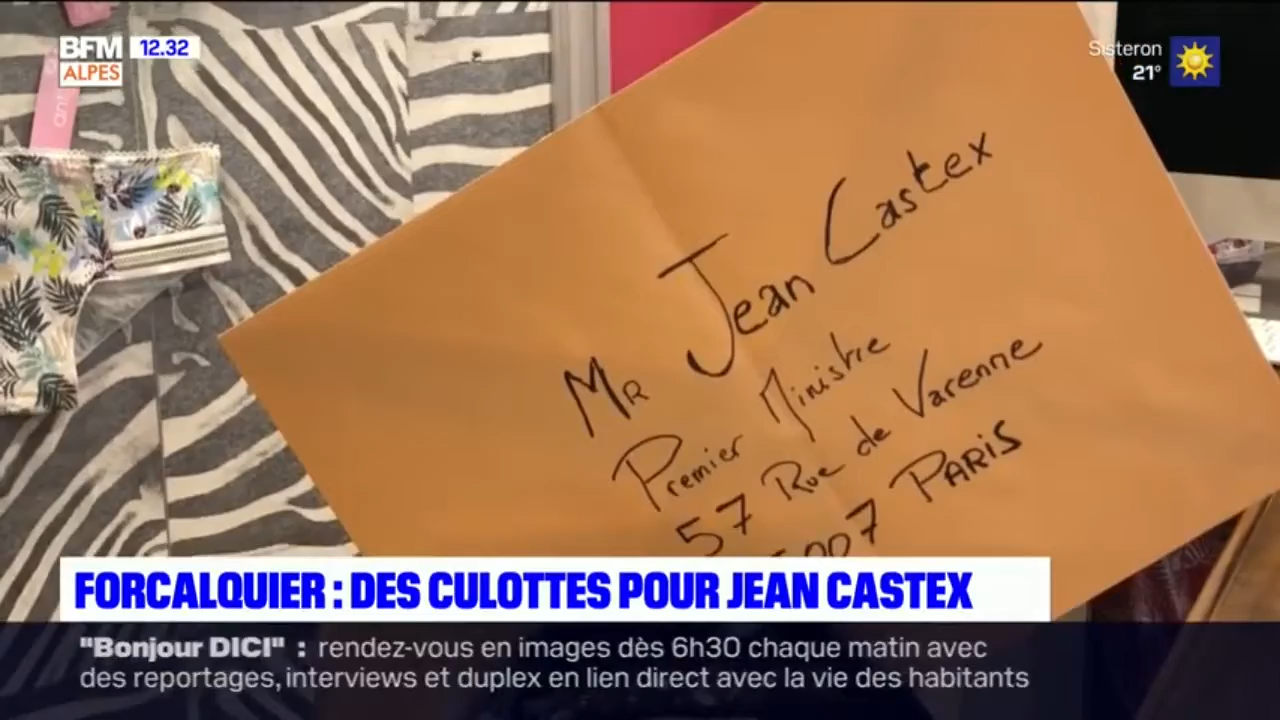 BFM
ALPES
12.32
Sisteron
21°
Mr Jean Castex
Premier Ministre
57 Rue de Varenne
PARIS
FORCALQUIER : DES CULOTTES POUR JEAN CASTEX
"Bonjour DICI" : rendez-vous en images dès 6h30 chaque matin avec
des reportages, interviews et duplex en lien direct avec la vie des habitants